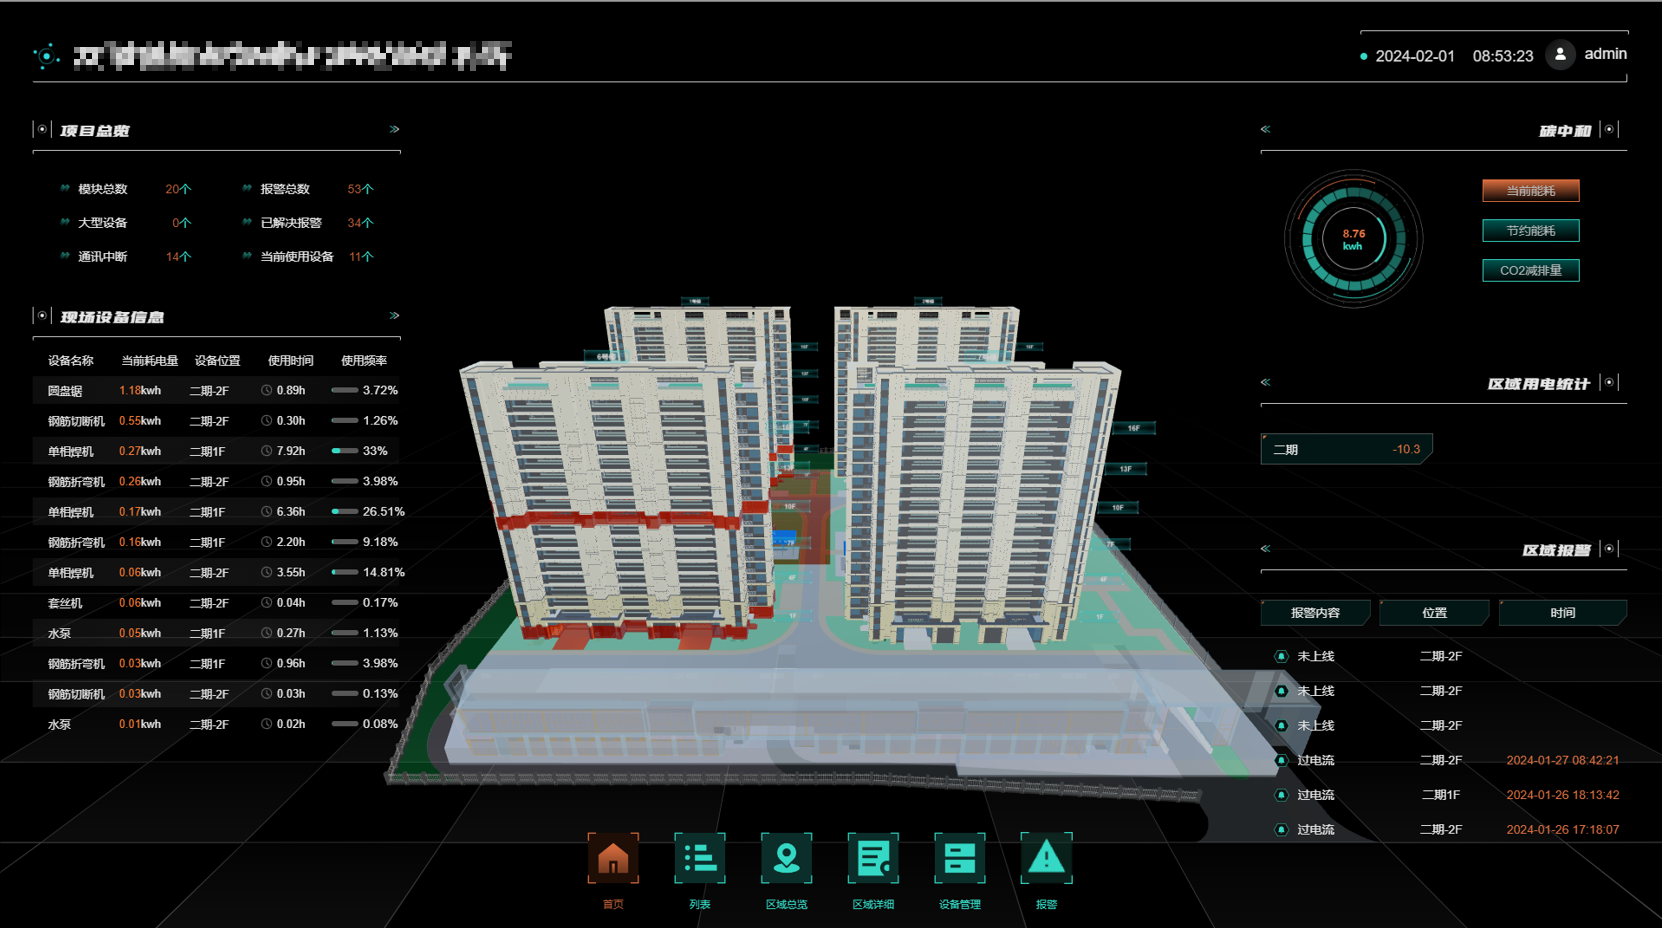 2024-02-01 08:53:23 admin
项目总览
模块总数 20个 报警总数 53个
大型设备 0个 已解决报警 34个
通讯中断 14个 当前使用设备 11个
现场设备信息
设备名称 当前耗电量 设备位置 使用时间 使用频率
圆盘锯 1.18kwh 二期-2F 0.89h 3.72%
钢筋切断机 0.55kwh 二期-2F 0.30h 1.26%
单相焊机 0.27kwh 二期1F 7.92h 33%
钢筋折弯机 0.26kwh 二期-2F 0.95h 3.98%
单相焊机 0.17kwh 二期1F 6.36h 26.51%
钢筋折弯机 0.16kwh 二期1F 2.20h 9.18%
单相焊机 0.06kwh 二期-2F 3.55h 14.81%
套丝机 0.06kwh 二期-2F 0.04h 0.17%
水泵 0.05kwh 二期1F 0.27h 1.13%
钢筋折弯机 0.03kwh 二期1F 0.96h 3.98%
钢筋切断机 0.03kwh 二期-2F 0.03h 0.13%
水泵 0.01kwh 二期-2F 0.02h 0.08%
16F
13F
10F
7F
4F
1F
10F
7F
4F
1F
碳中和
8.76
kwh
当前能耗
节约能耗
CO2减排量
区域用电统计
二期 -10.3
区域报警
报警内容 位置 时间
未上线 二期-2F
未上线 二期-2F
未上线 二期-2F
过电流 二期-2F 2024-01-27 08:42:21
过电流 二期1F 2024-01-26 18:13:42
过电流 二期-2F 2024-01-26 17:18:07
首页 列表 区域总览 区域详细 设备管理 报警